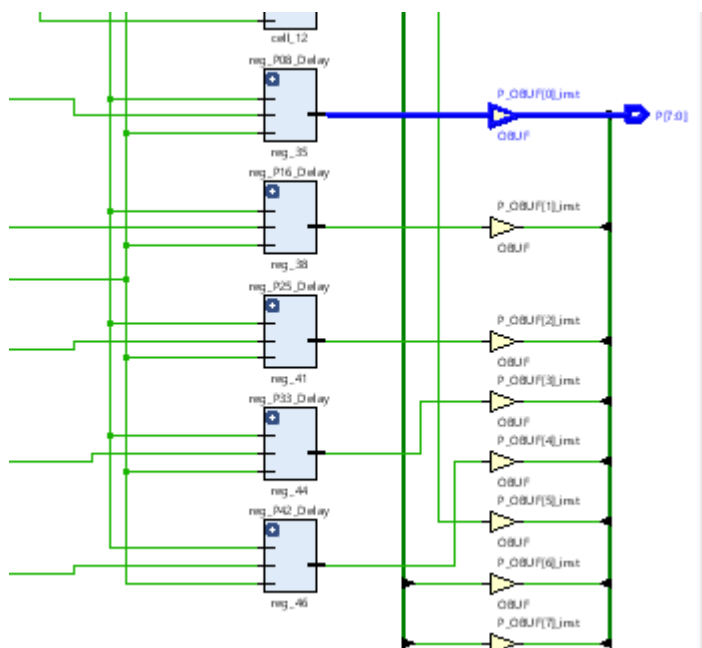 cell_12
reg_P08_Delay
reg_35
reg_P16_Delay
reg_38
reg_P25_Delay
reg_41
reg_P33_Delay
reg_44
reg_P42_Delay
reg_46
P_OBUF[0]_inst
OBUF
P[7:0]
P_OBUF[1]_inst
OBUF
P_OBUF[2]_inst
OBUF
P_OBUF[3]_inst
OBUF
P_OBUF[4]_inst
OBUF
P_OBUF[5]_inst
OBUF
P_OBUF[6]_inst
OBUF
P_OBUF[7]_inst